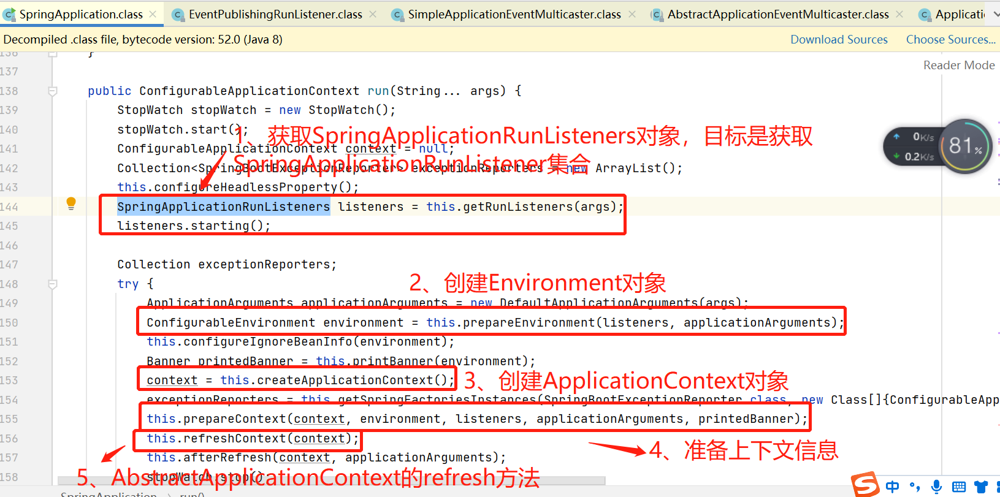 SpringApplication.class
EventPublishingRunListener.class
SimpleApplicationEventMulticaster.class
AbstractApplicationEventMulticaster.class
Applicati
Decompiled .class file, bytecode version: 52.0 (Java 8)
Download Sources
Choose Sources...
Reader Mode
136 }
137
138 public ConfigurableApplicationContext run(String... args) {
139 StopWatch stopWatch = new StopWatch();
140 stopWatch.start();
1、获取SpringApplicationRunListeners对象，目标是获取
141 ConfigurableApplicationContext context = null;
SpringApplicationRunListener集合
142 Collection<SpringBootExceptionReporter> exceptionReporters = new ArrayList();
143 this.configureHeadlessProperty();
144 SpringApplicationRunListeners listeners = this.getRunListeners(args);
145 listeners.starting();
146
147 Collection exceptionReporters;
148 try {
2、创建Environment对象
149 ApplicationArguments applicationArguments = new DefaultApplicationArguments(args);
150 ConfigurableEnvironment environment = this.prepareEnvironment(listeners, applicationArguments);
151 this.configureIgnoreBeanInfo(environment);
152 Banner printedBanner = this.printBanner(environment);
153 context = this.createApplicationContext();
3、创建ApplicationContext对象
154 exceptionReporters = this.getSpringFactoriesInstances(SpringBootExceptionReporter.class, new Class[]{ConfigurableApp
155 this.prepareContext(context, environment, listeners, applicationArguments, printedBanner);
156 this.refreshContext(context);
4、准备上下文信息
157 this.afterRefresh(context, applicationArguments);
158 stopWatch.stop();
5、AbstractApplicationContext的refresh方法
SpringApplication > run()
0K/s
0.2K/s
81%
S中